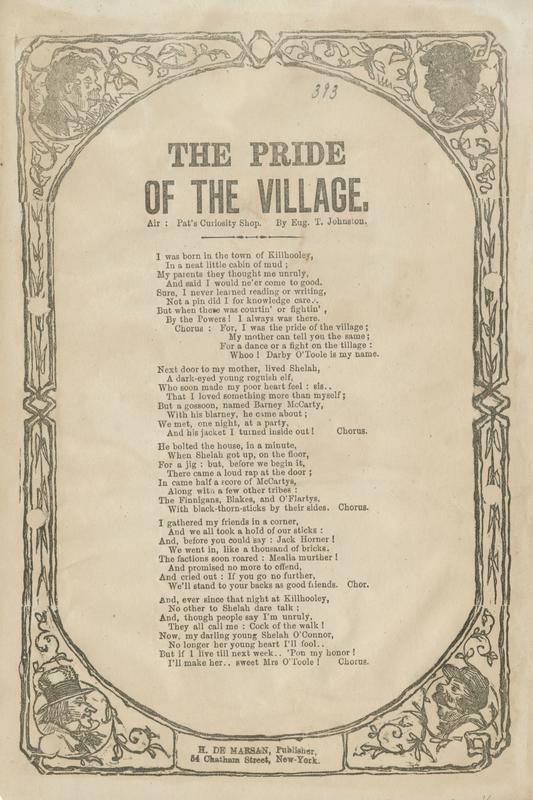 393
THE PRIDE
OF THE VILLAGE.
Air : Pat's Curiosity Shop. By Eug. T. Johnston.
I was born in the town of Killhooley,
In a neat little cabin of mud ;
My parents they thought me unruly,
And said I would ne'er come to good.
Sure, I never learned reading or writing,
Not a pin did I for knowledge care..
But when there was courtin' or fightin' ,
By the Powers ! I always was there.
Chorus : For, I was the pride of the village ;
My mother can tell you the same ;
For a dance or a fight on the tillage :
Whoo ! Darby O'Toole is my name.
Next door to my mother, lived Shelah,
A dark-eyed young roguish elf,
Who soon made my poor heart feel : sis..
That I loved something more than myself ;
But a gossoon, named Barney McCarty,
With his blarney, he came about ;
We met, one night, at a party,
And his jacket I turned inside out ! Chorus.
He bolted the house, in a minute,
When Shelah got up, on the floor,
For a jig : but, before we begin it,
There came a loud rap at the door ;
In came half a score of McCartys,
Along with a few other tribes :
The Finnigans, Blakes, and O'Flartys,
With black-thorn-sticks by their sides. Chorus.
I gathered my friends in a corner,
And we all took a hold of our sticks :
And, before you could say : Jack Horner !
We went in, like a thousand of bricks.
The factions soon roared : Mealia murther !
And promised no more to offend,
And cried out : If you go no further,
We'll stand to your backs as good friends. Chor.
And, ever since that night at Killhooley,
No other to Shelah dare talk ;
And, though people say I'm unruly,
They all call me : Cock of the walk !
Now, my darling young Shelah O'Connor,
No longer her young heart I'll fool..
But if I live till next week.. 'Pon my honor !
I'll make her.. sweet Mrs O'Toole ! Chorus.
H. DE MARSAN, Publisher,
54 Chatham Street, New-York.